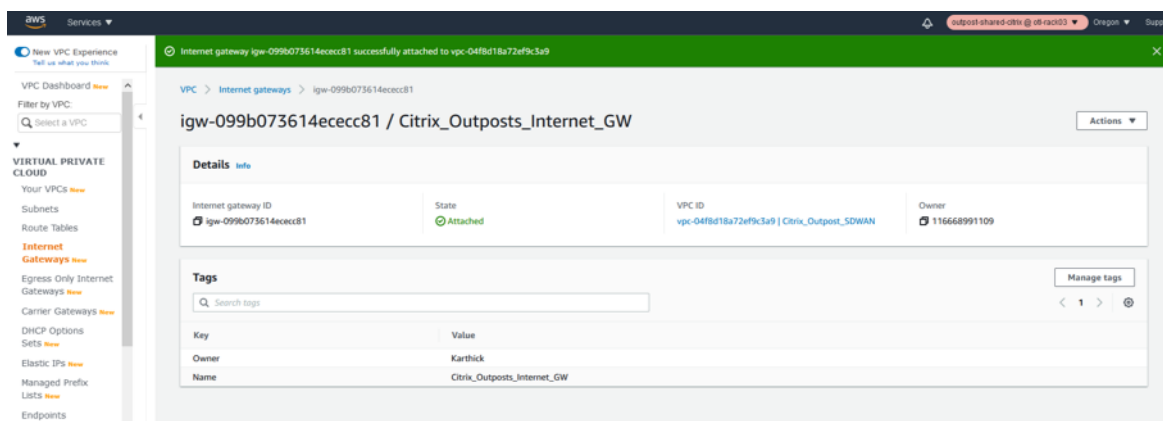 aws Services outpost-shared-citrix @ otl-rack03 Oregon Supp
New VPC Experience
Tell us what you think
Internet gateway igw-099b073614ececc81 successfully attached to vpc-04f8d18a72ef9c3a9
VPC Dashboard New
Filter by VPC:
Select a VPC
VIRTUAL PRIVATE
CLOUD
Your VPCs New
Subnets
Route Tables
Internet
Gateways New
Egress Only Internet
Gateways New
Carrier Gateways New
DHCP Options
Sets New
Elastic IPs New
Managed Prefix
Lists New
Endpoints
VPC > Internet gateways > igw-099b073614ececc81
igw-099b073614ececc81 / Citrix_Outposts_Internet_GW
Actions
Details Info
Internet gateway ID
igw-099b073614ececc81
State
Attached
VPC ID
vpc-04f8d18a72ef9c3a9 | Citrix_Outpost_SDWAN
Owner
116668991109
Tags
Manage tags
Search tags
1
Key Value
Owner Karthick
Name Citrix_Outposts_Internet_GW